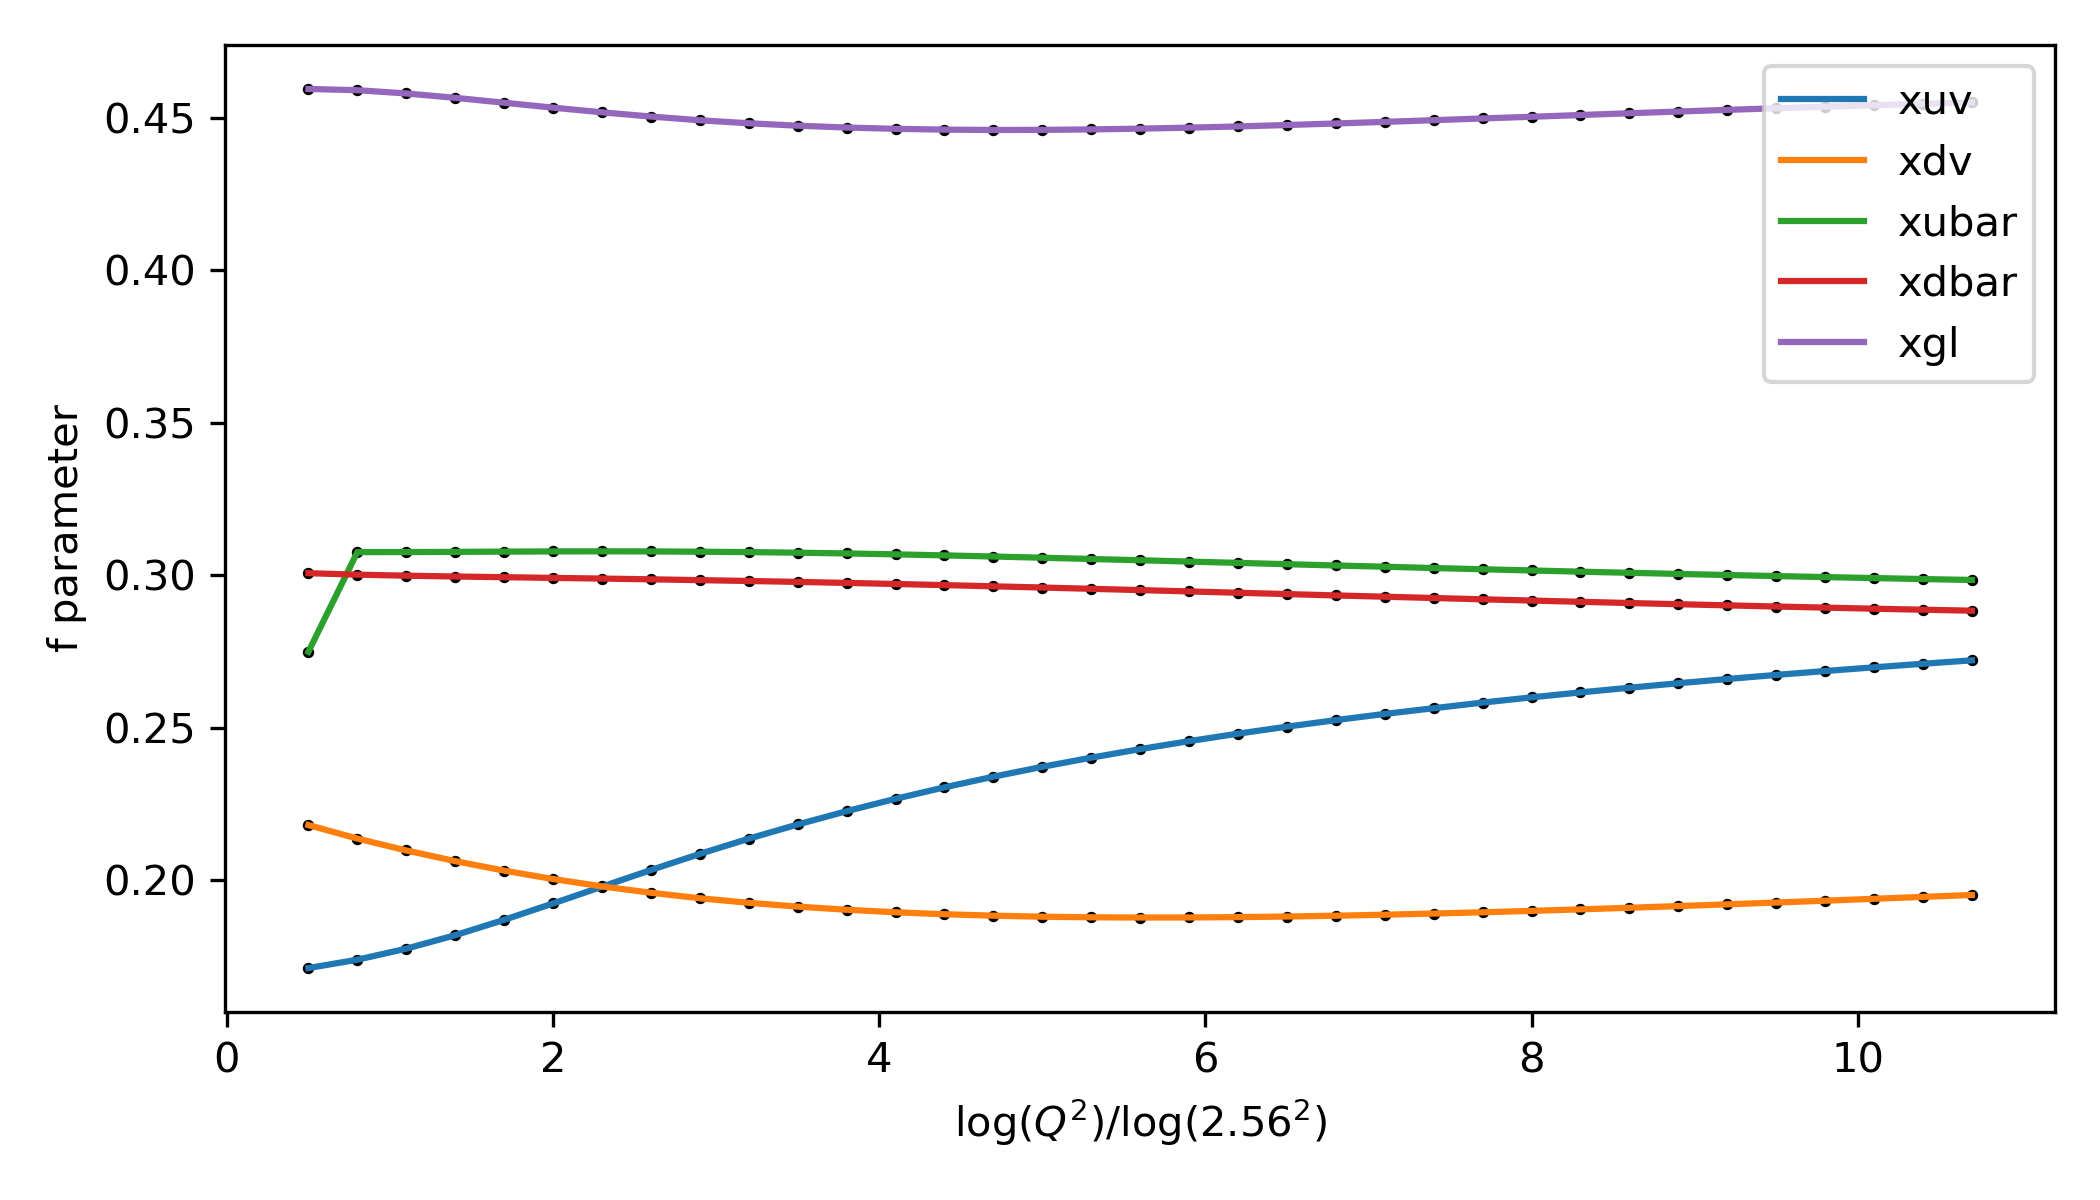 0.45
0.40
0.35
0.30
0.25
0.20
f parameter
xuv
xdv
xubar
xdbar
xgl
0 2 4 6 8 10
log(Q²)/log(2.56²)